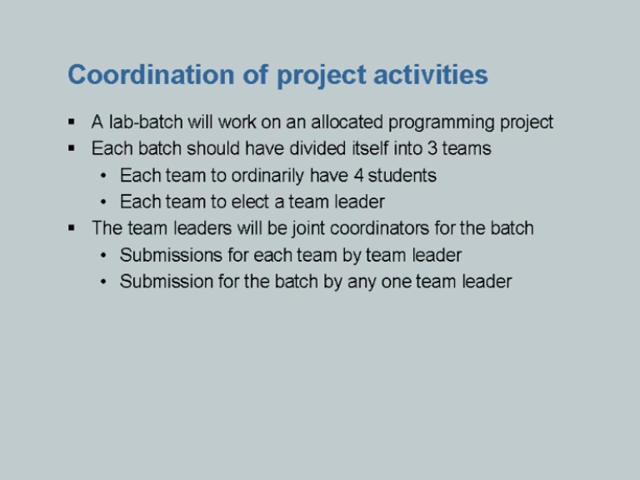 Coordination of project activities
▪ A lab-batch will work on an allocated programming project
▪ Each batch should have divided itself into 3 teams
• Each team to ordinarily have 4 students
• Each team to elect a team leader
▪ The team leaders will be joint coordinators for the batch
• Submissions for each team by team leader
• Submission for the batch by any one team leader